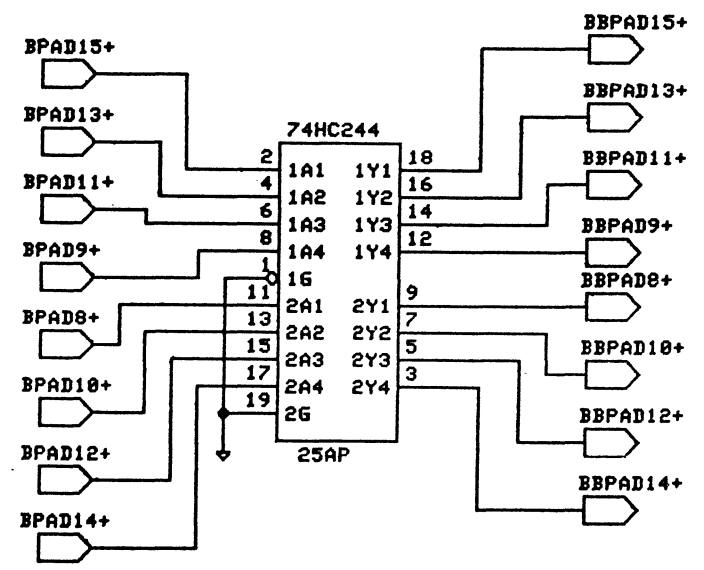 BPAD15+
BPAD13+
BPAD11+
BPAD9+
BPAD8+
BPAD10+
BPAD12+
BPAD14+
74HC244
2 1A1 1Y1 18
4 1A2 1Y2 16
6 1A3 1Y3 14
8 1A4 1Y4 12
1 1G
11 2A1 2Y1 9
13 2A2 2Y2 7
15 2A3 2Y3 5
17 2A4 2Y4 3
19 2G
25AP
BBPAD15+
BBPAD13+
BBPAD11+
BBPAD9+
BBPAD8+
BBPAD10+
BBPAD12+
BBPAD14+